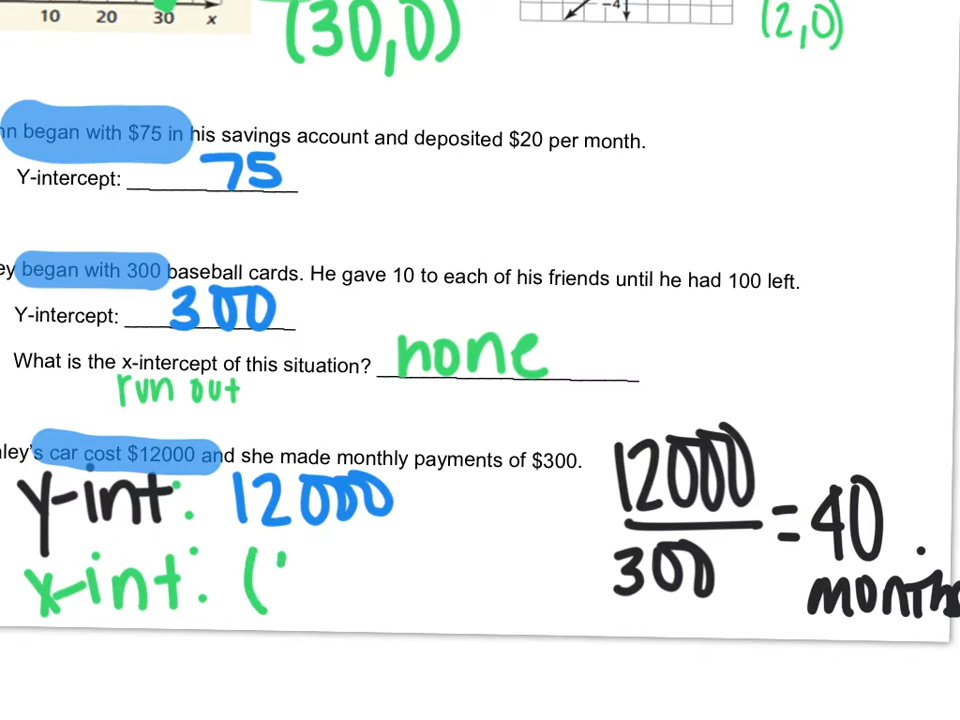 10 20 30 x
(30,0)
-4
(2,0)
began with $75 in his savings account and deposited $20 per month.
Y-intercept: 75
began with 300 baseball cards. He gave 10 to each of his friends until he had 100 left.
Y-intercept: 300
What is the x-intercept of this situation? none
run out
car cost $12000 and she made monthly payments of $300.
Y-int: 12000
x-int: (
12000
300
= 40
months